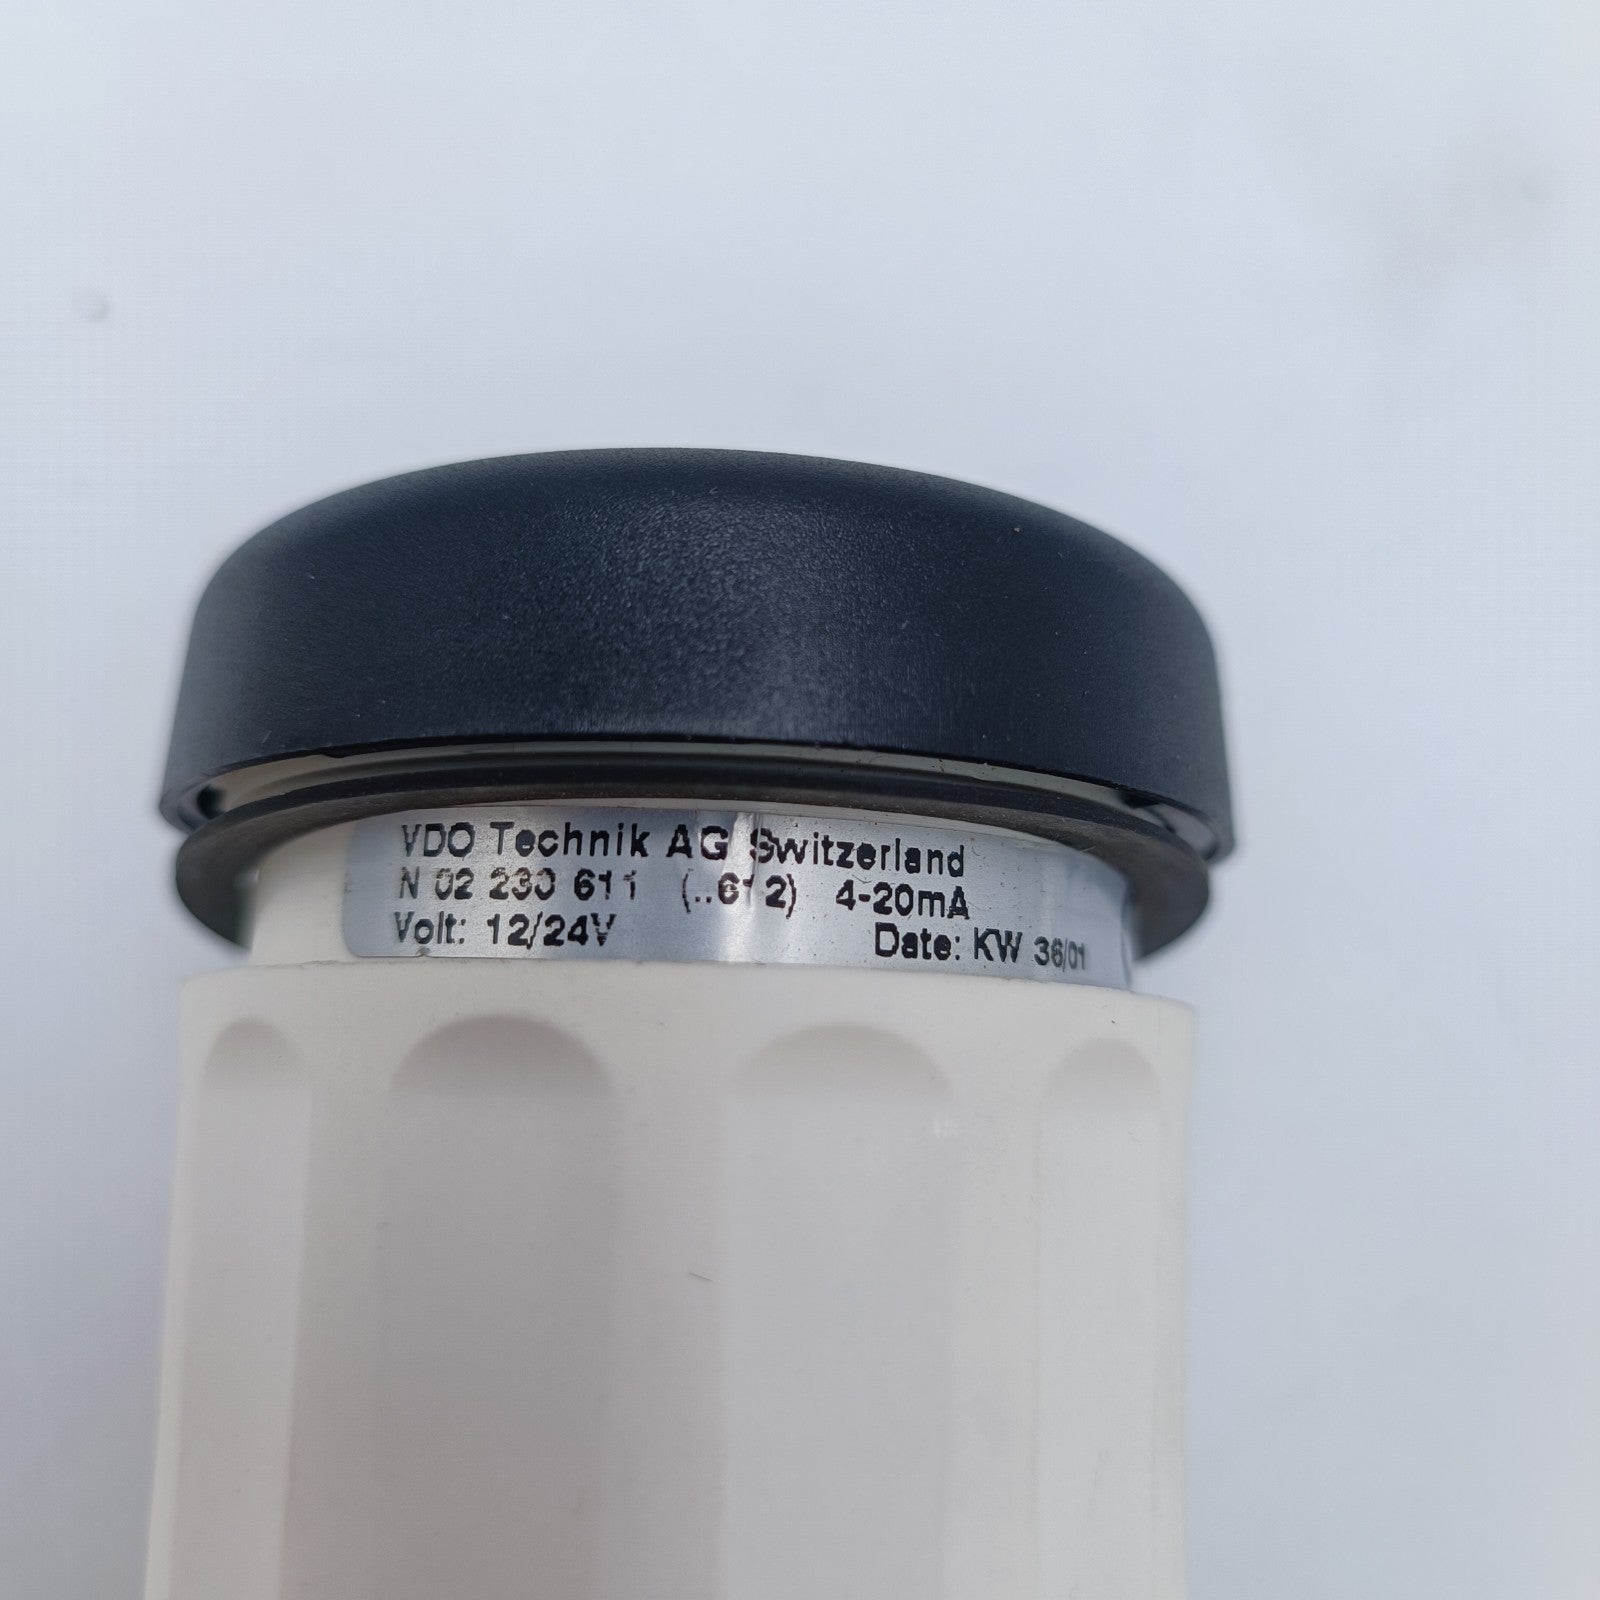 VDO Technik AG Switzerland
N 02 230 611 (..612) 4-20mA
Volt: 12/24V Date: KW 36/01